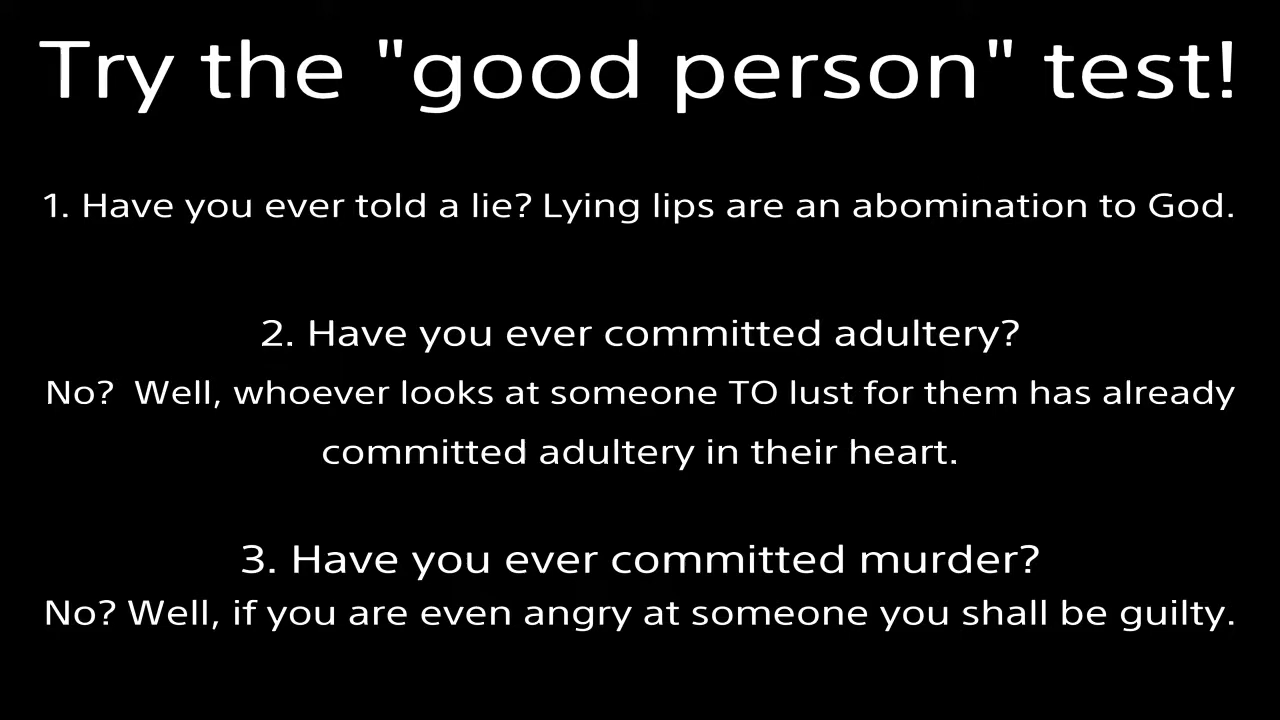 Try the "good person" test!
1. Have you ever told a lie? Lying lips are an abomination to God.
2. Have you ever committed adultery?
No?  Well, whoever looks at someone TO lust for them has already
committed adultery in their heart.
3. Have you ever committed murder?
No? Well, if you are even angry at someone you shall be guilty.